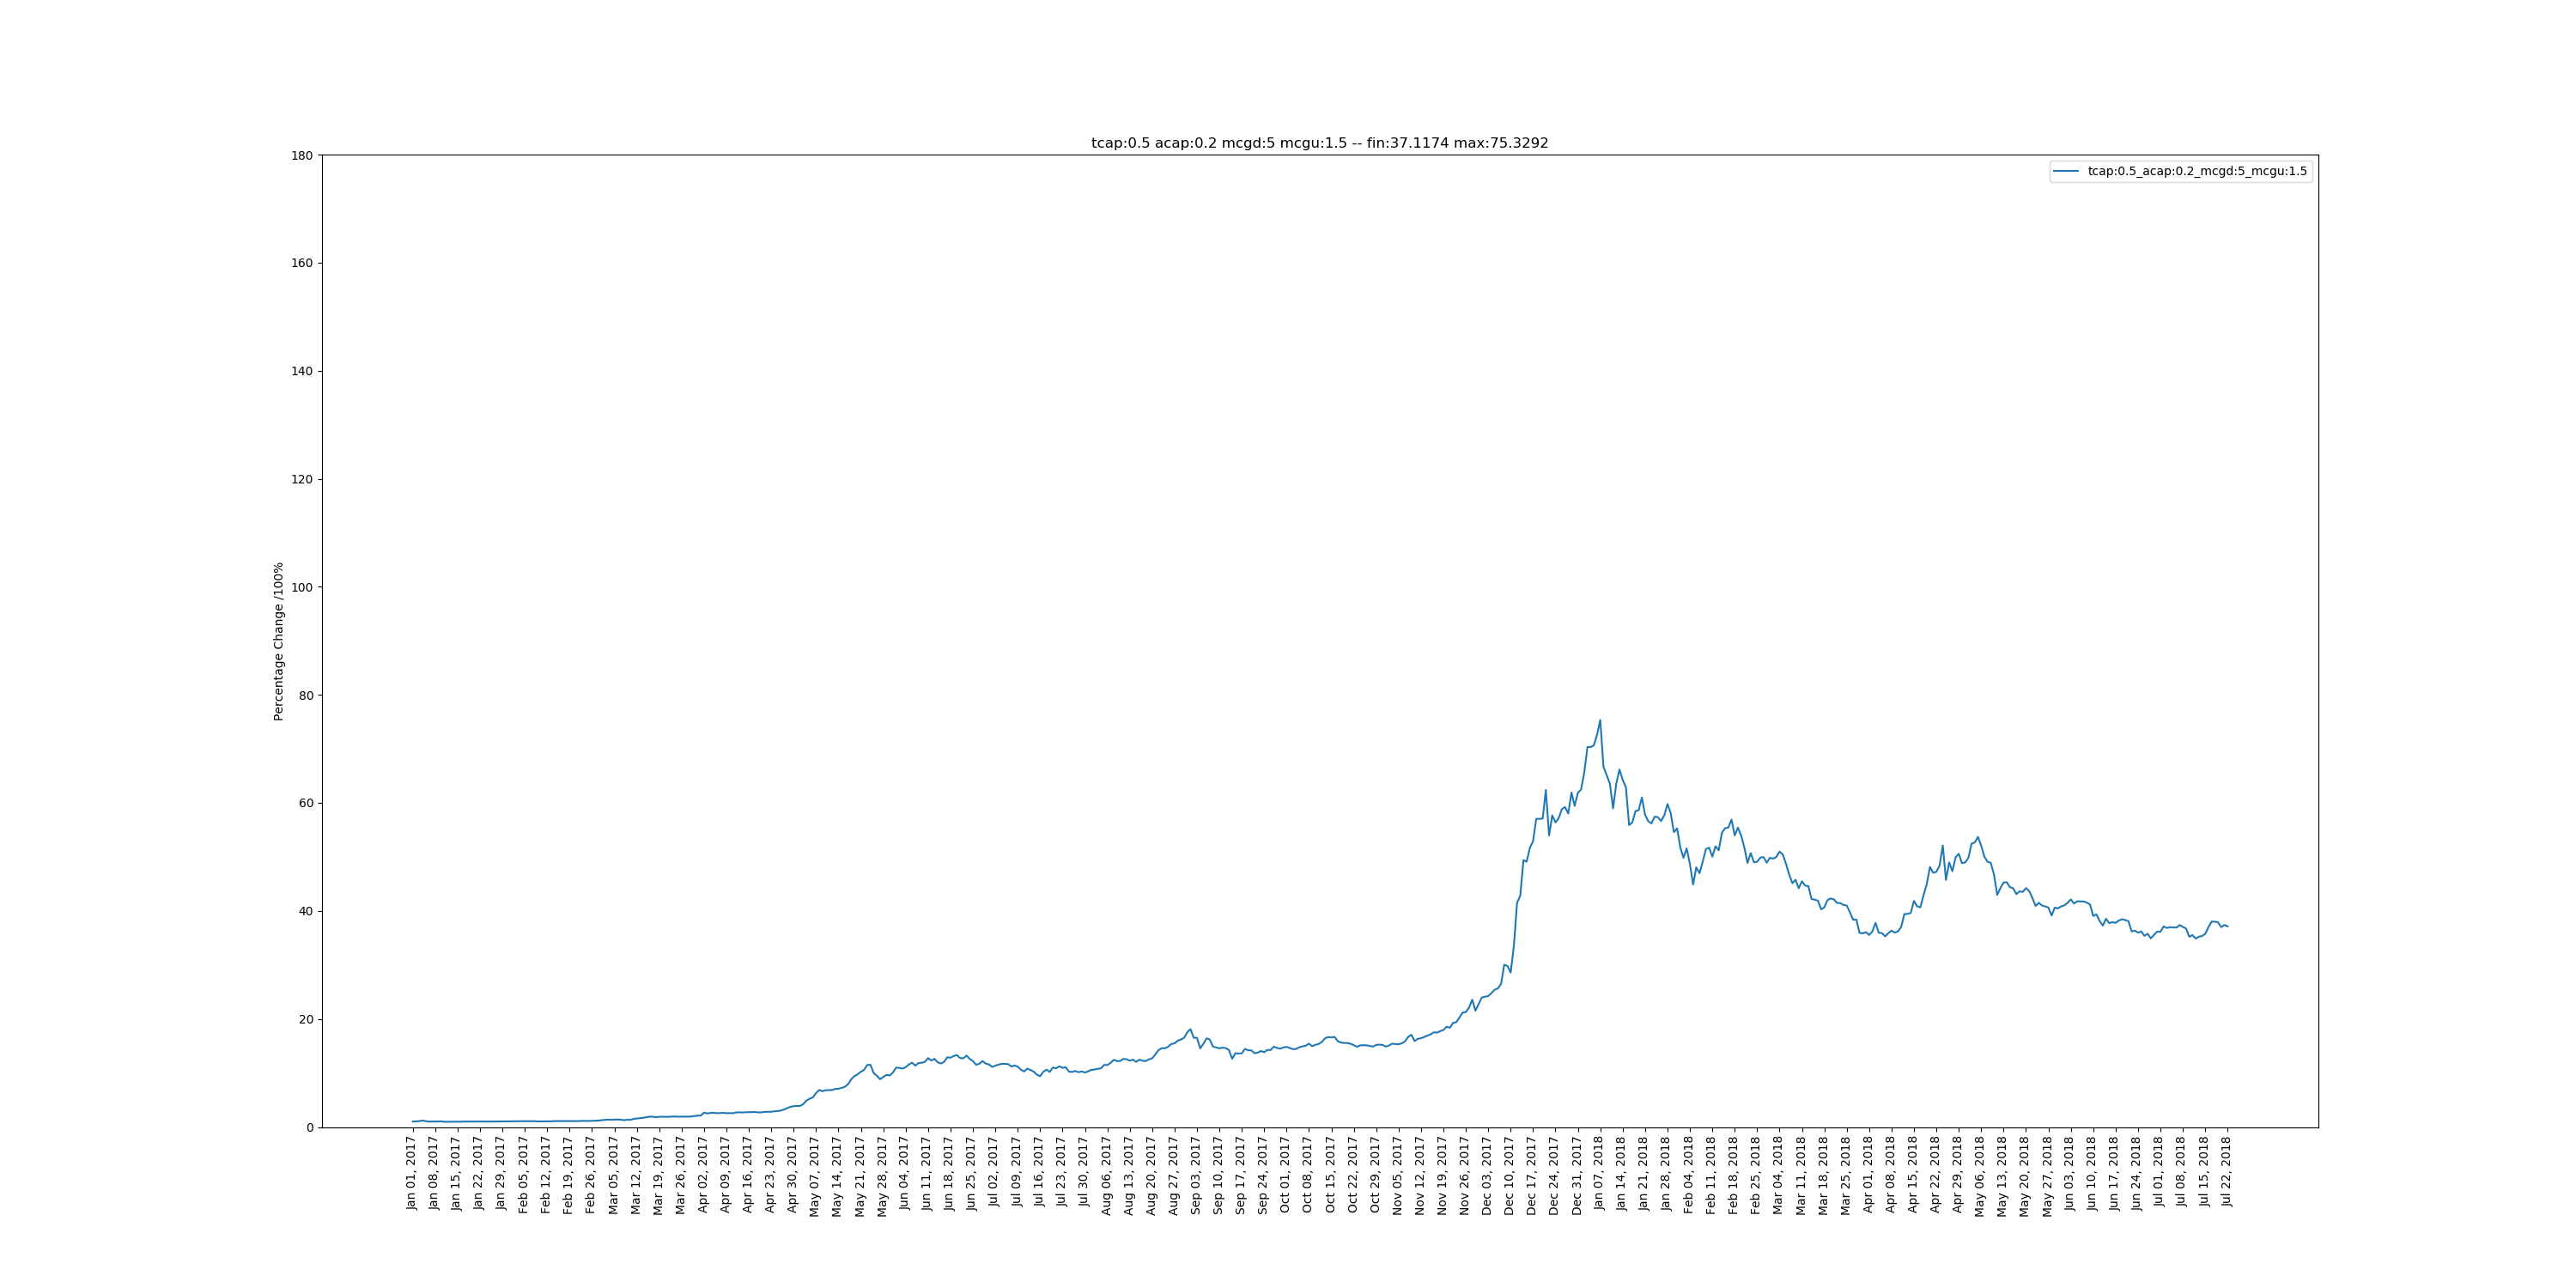 tcap:0.5 acap:0.2 mcgd:5 mcgu:1.5 -- fin:37.1174 max:75.3292
tcap:0.5_acap:0.2_mcgd:5_mcgu:1.5
Percentage Change /100%
180
160
140
120
100
80
60
40
20
0
Jan 01, 2017
Jan 08, 2017
Jan 15, 2017
Jan 22, 2017
Jan 29, 2017
Feb 05, 2017
Feb 12, 2017
Feb 19, 2017
Feb 26, 2017
Mar 05, 2017
Mar 12, 2017
Mar 19, 2017
Mar 26, 2017
Apr 02, 2017
Apr 09, 2017
Apr 16, 2017
Apr 23, 2017
Apr 30, 2017
May 07, 2017
May 14, 2017
May 21, 2017
May 28, 2017
Jun 04, 2017
Jun 11, 2017
Jun 18, 2017
Jun 25, 2017
Jul 02, 2017
Jul 09, 2017
Jul 16, 2017
Jul 23, 2017
Jul 30, 2017
Aug 06, 2017
Aug 13, 2017
Aug 20, 2017
Aug 27, 2017
Sep 03, 2017
Sep 10, 2017
Sep 17, 2017
Sep 24, 2017
Oct 01, 2017
Oct 08, 2017
Oct 15, 2017
Oct 22, 2017
Oct 29, 2017
Nov 05, 2017
Nov 12, 2017
Nov 19, 2017
Nov 26, 2017
Dec 03, 2017
Dec 10, 2017
Dec 17, 2017
Dec 24, 2017
Dec 31, 2017
Jan 07, 2018
Jan 14, 2018
Jan 21, 2018
Jan 28, 2018
Feb 04, 2018
Feb 11, 2018
Feb 18, 2018
Feb 25, 2018
Mar 04, 2018
Mar 11, 2018
Mar 18, 2018
Mar 25, 2018
Apr 01, 2018
Apr 08, 2018
Apr 15, 2018
Apr 22, 2018
Apr 29, 2018
May 06, 2018
May 13, 2018
May 20, 2018
May 27, 2018
Jun 03, 2018
Jun 10, 2018
Jun 17, 2018
Jun 24, 2018
Jul 01, 2018
Jul 08, 2018
Jul 15, 2018
Jul 22, 2018